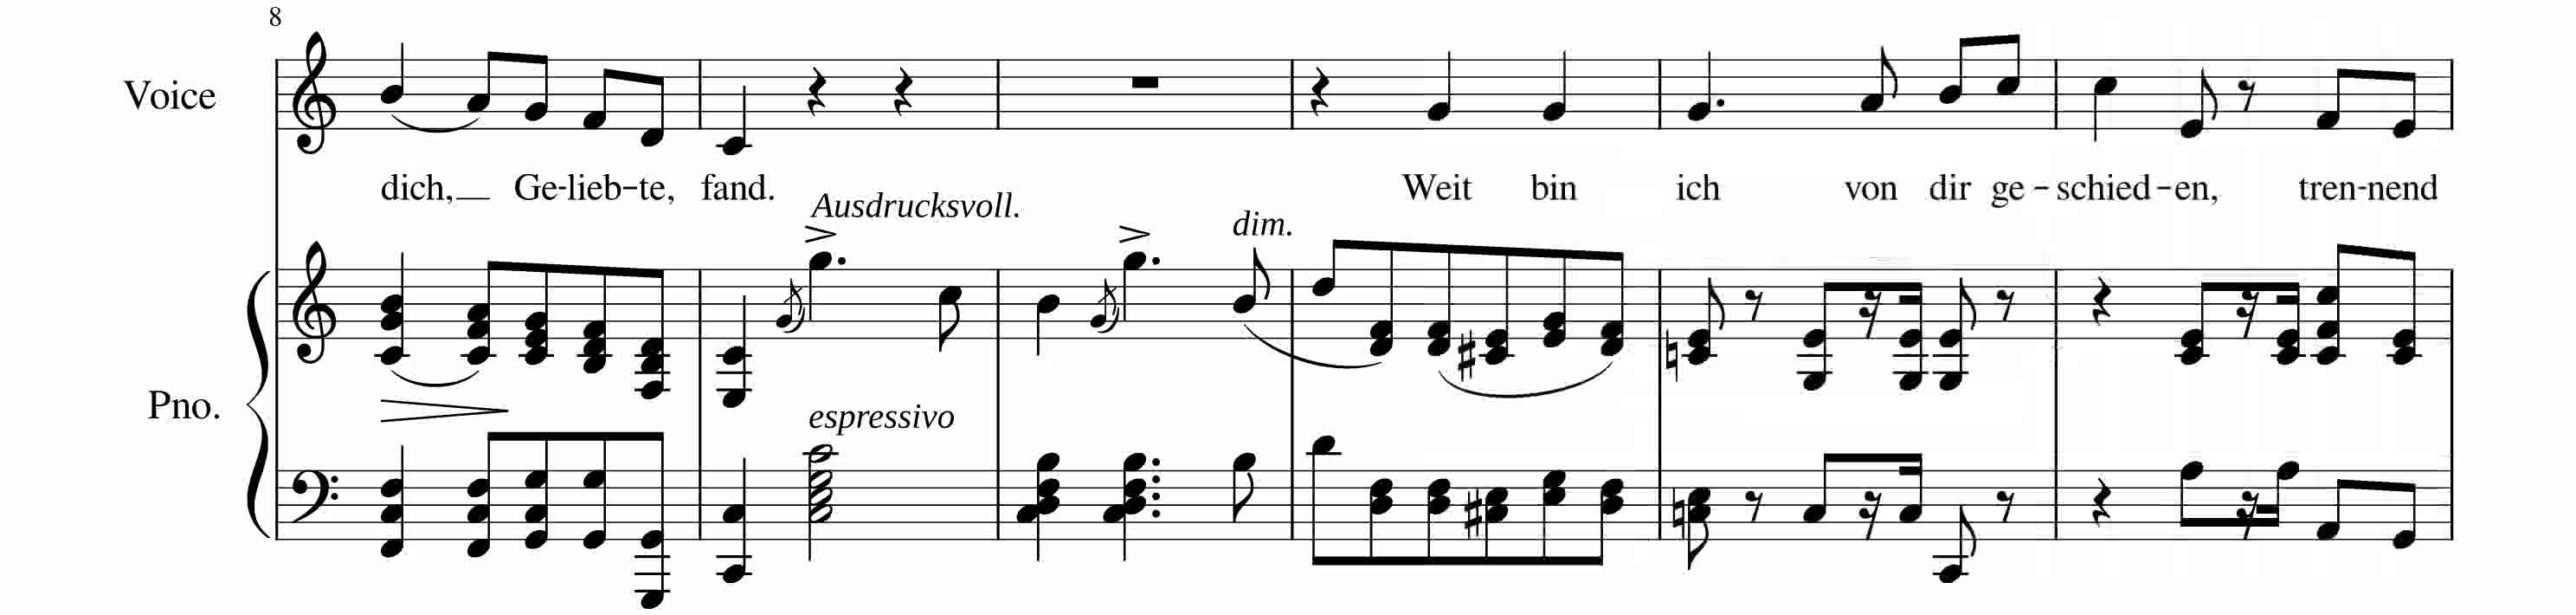 8
Voice
dich,__ Ge-lieb-te, fand. Weit bin ich von dir ge-schied-en, tren-nend
Ausdrucksvoll.
dim.
Pno.
espressivo